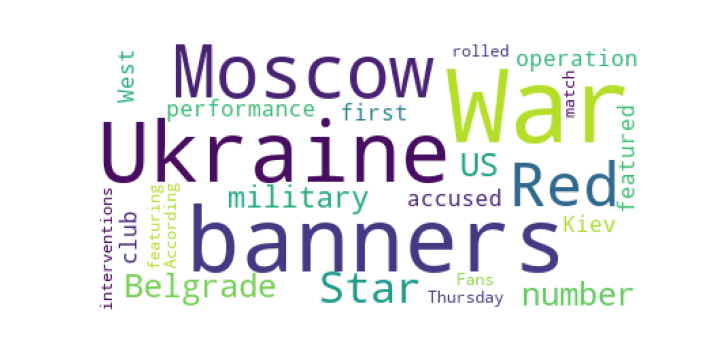 rolled
West
Moscow
War
operation
match
performance
first
featured
Ukraine
US
Red
military
accused
interventions
club
featuring
According
banners
Kiev
Belgrade
Star
Fans
Thursday
number